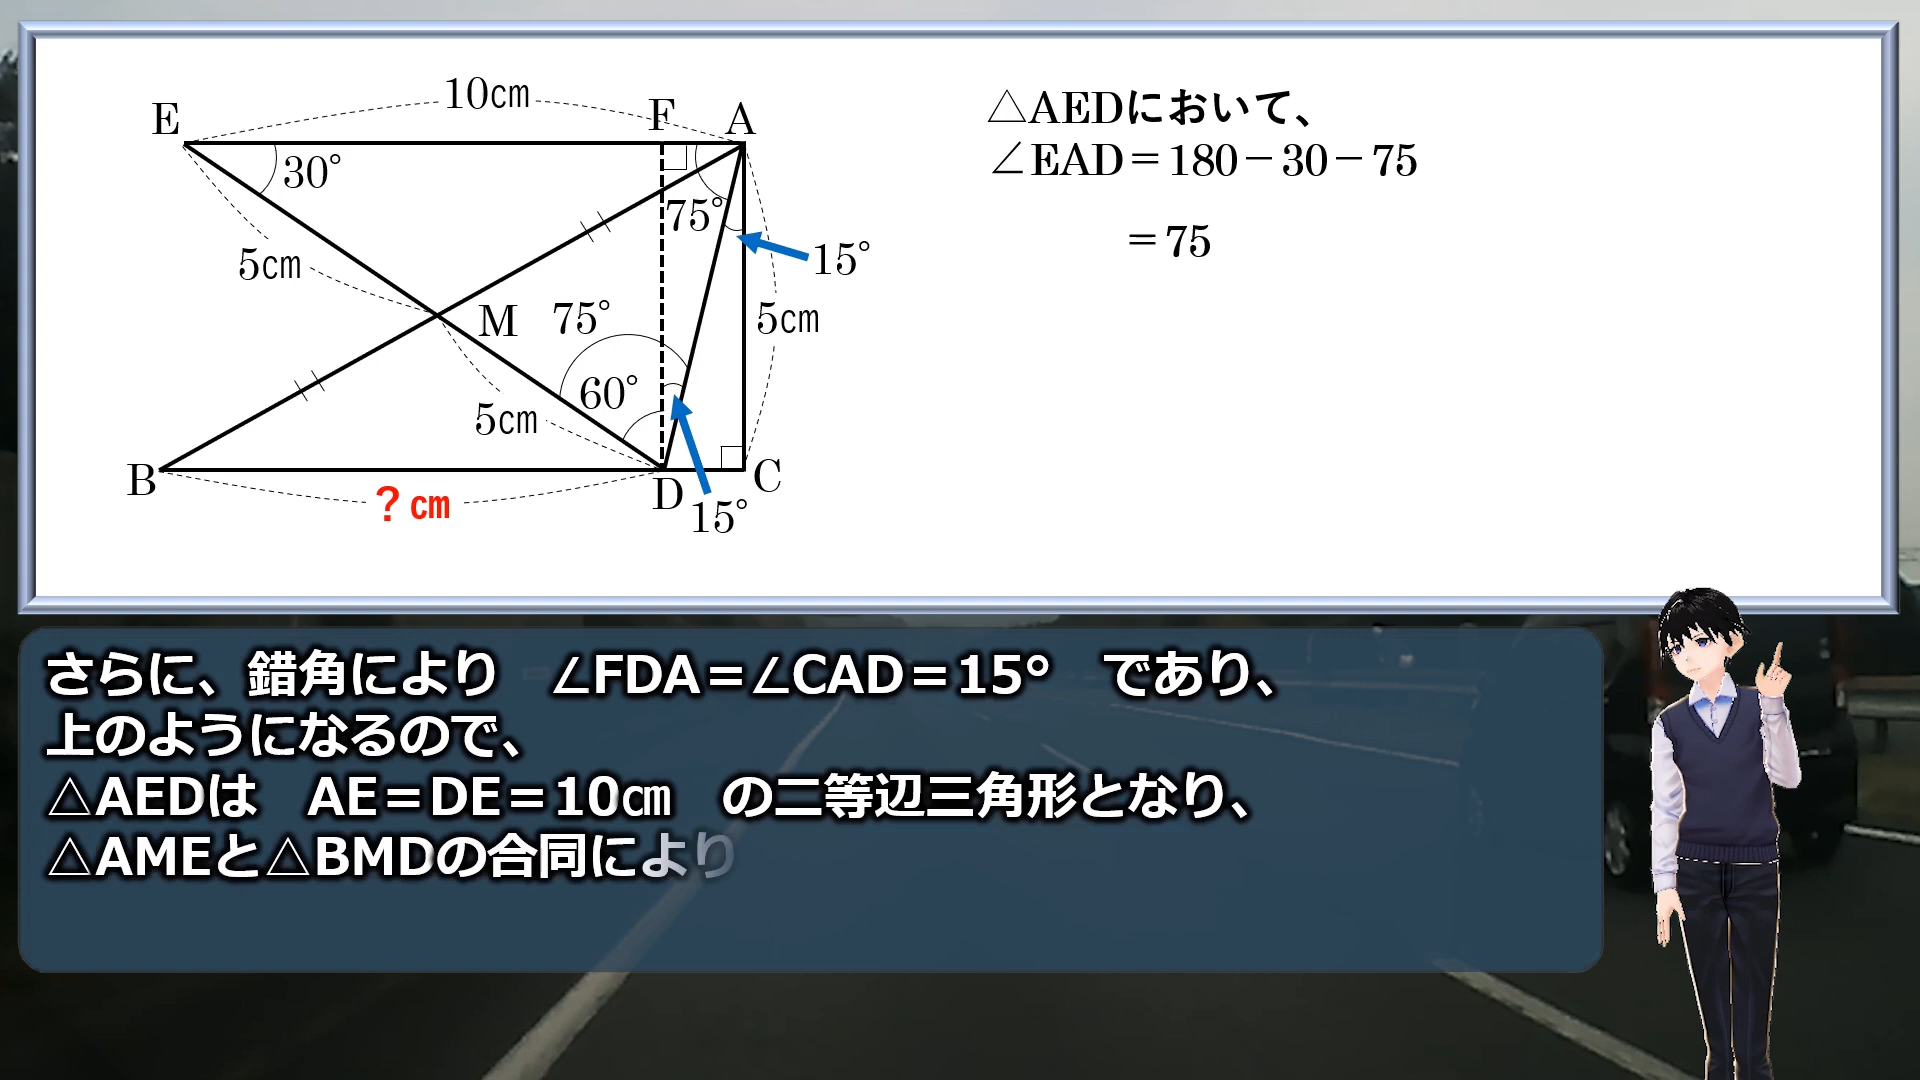 10㎝
E
F
A
30°
75°
15°
5㎝
M
75°
5㎝
60°
5㎝
B
D
C
?㎝
15°
△AEDにおいて、
∠EAD=180-30-75
=75
さらに、錯角により ∠FDA=∠CAD=15° であり、
上のようになるので、
△AEDは AE=DE=10㎝ の二等辺三角形となり、
△AMEと△BMDの合同により